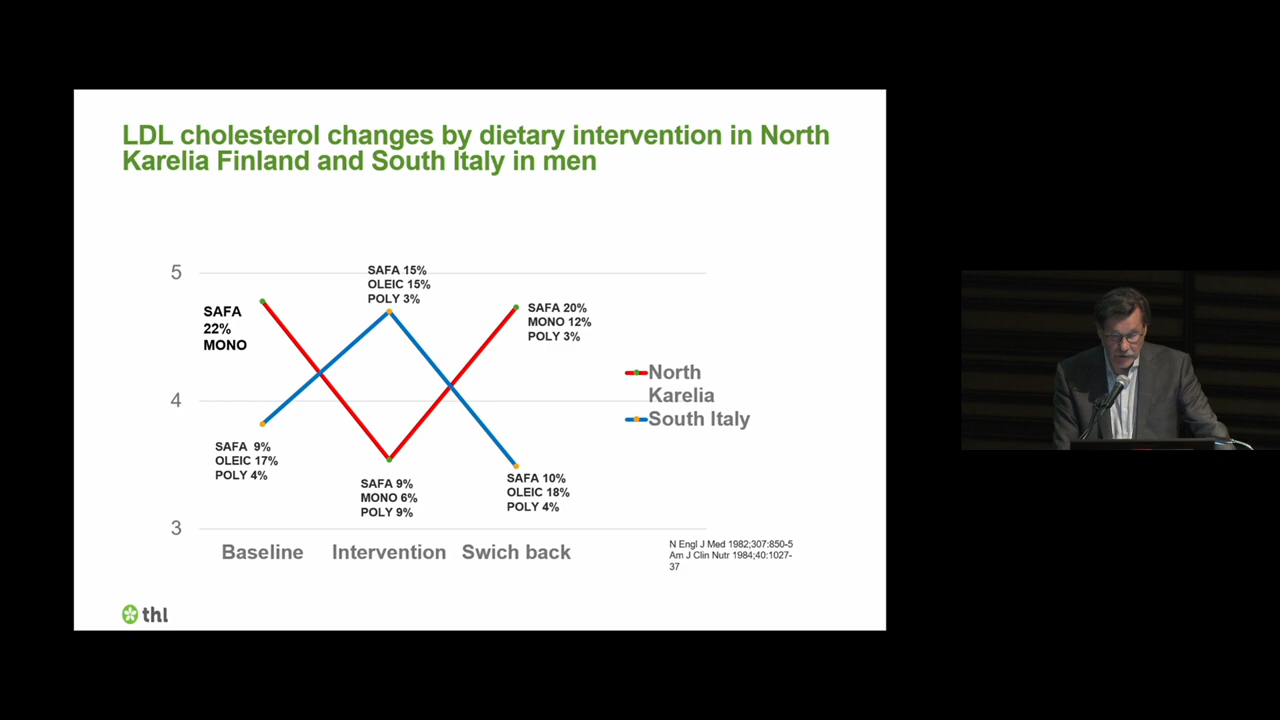 LDL cholesterol changes by dietary intervention in North
Karelia Finland and South Italy in men
5
4
3
SAFA
22%
MONO
SAFA 15%
OLEIC 15%
POLY 3%
SAFA 20%
MONO 12%
POLY 3%
SAFA 9%
OLEIC 17%
POLY 4%
SAFA 9%
MONO 6%
POLY 9%
SAFA 10%
OLEIC 18%
POLY 4%
North
Karelia
South Italy
Baseline
Intervention
Swich back
N Engl J Med 1982;307:850-5
Am J Clin Nutr 1984;40:1027-
37
thl